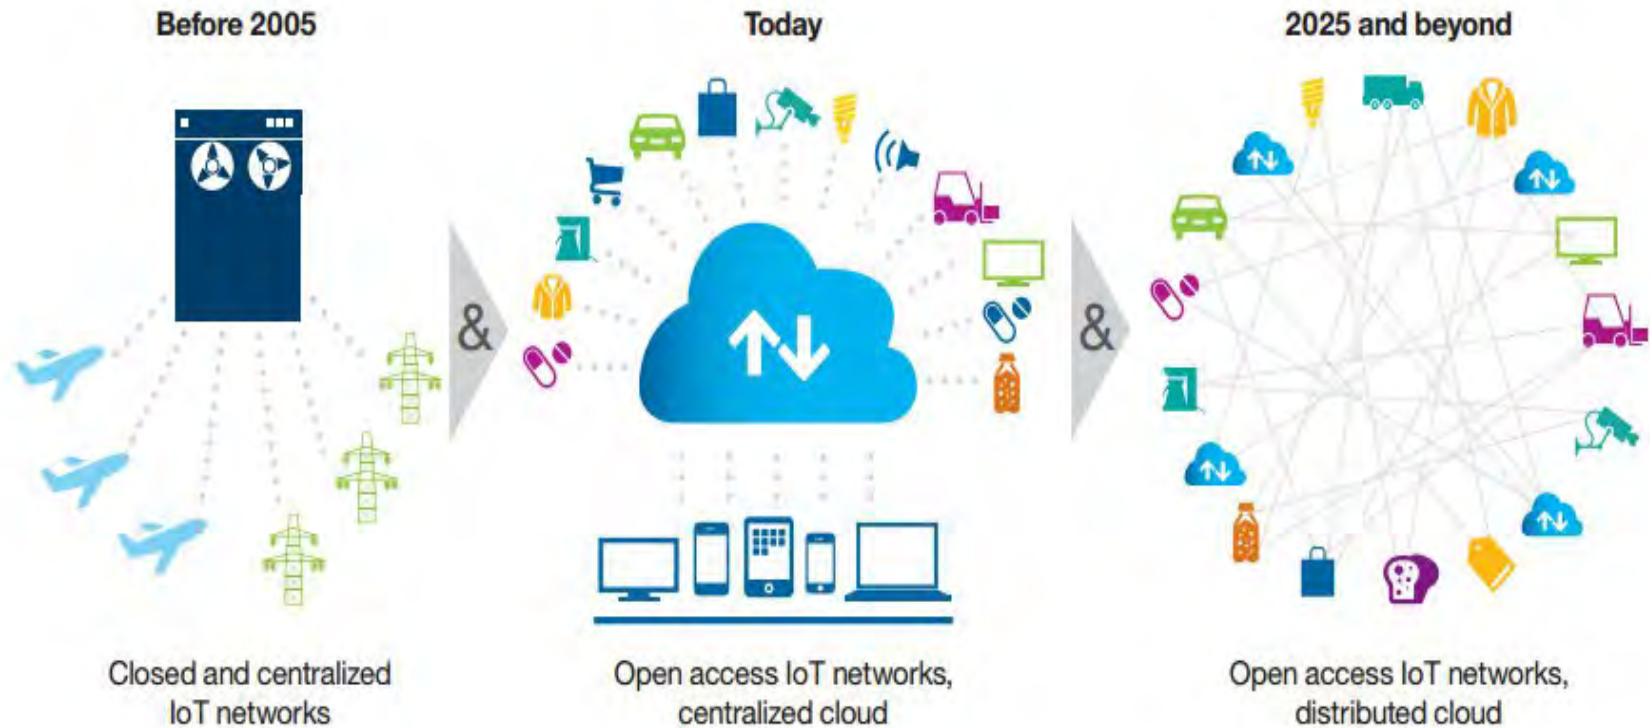 Before 2005
Today
2025 and beyond
&
&
Closed and centralized
IoT networks
Open access IoT networks,
centralized cloud
Open access IoT networks,
distributed cloud